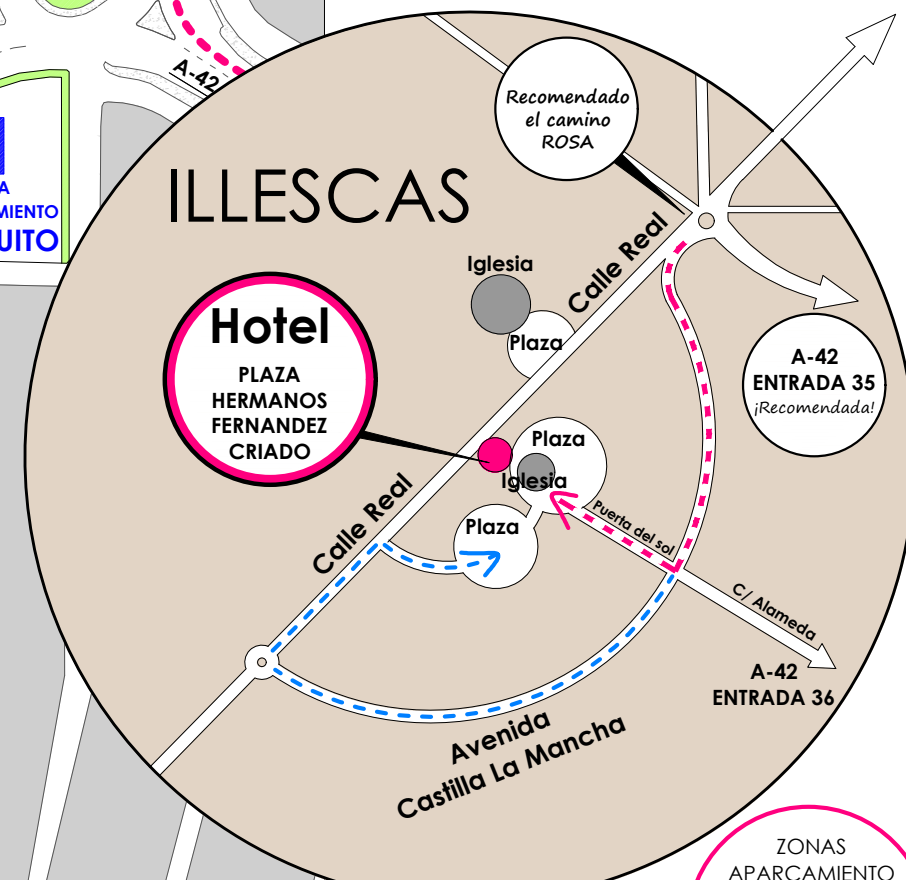 A-42
A
MIENTO
UITO
ILLESCAS
Recomendado
el camino
ROSA
Calle Real
Iglesia
Plaza
Hotel
PLAZA
HERMANOS
FERNANDEZ
CRIADO
A-42
ENTRADA 35
¡Recomendada!
Plaza
Iglesia
Plaza
Calle Real
Puerta del sol
C/ Alameda
A-42
ENTRADA 36
Avenida
Castilla La Mancha
ZONAS
APARCAMIENTO